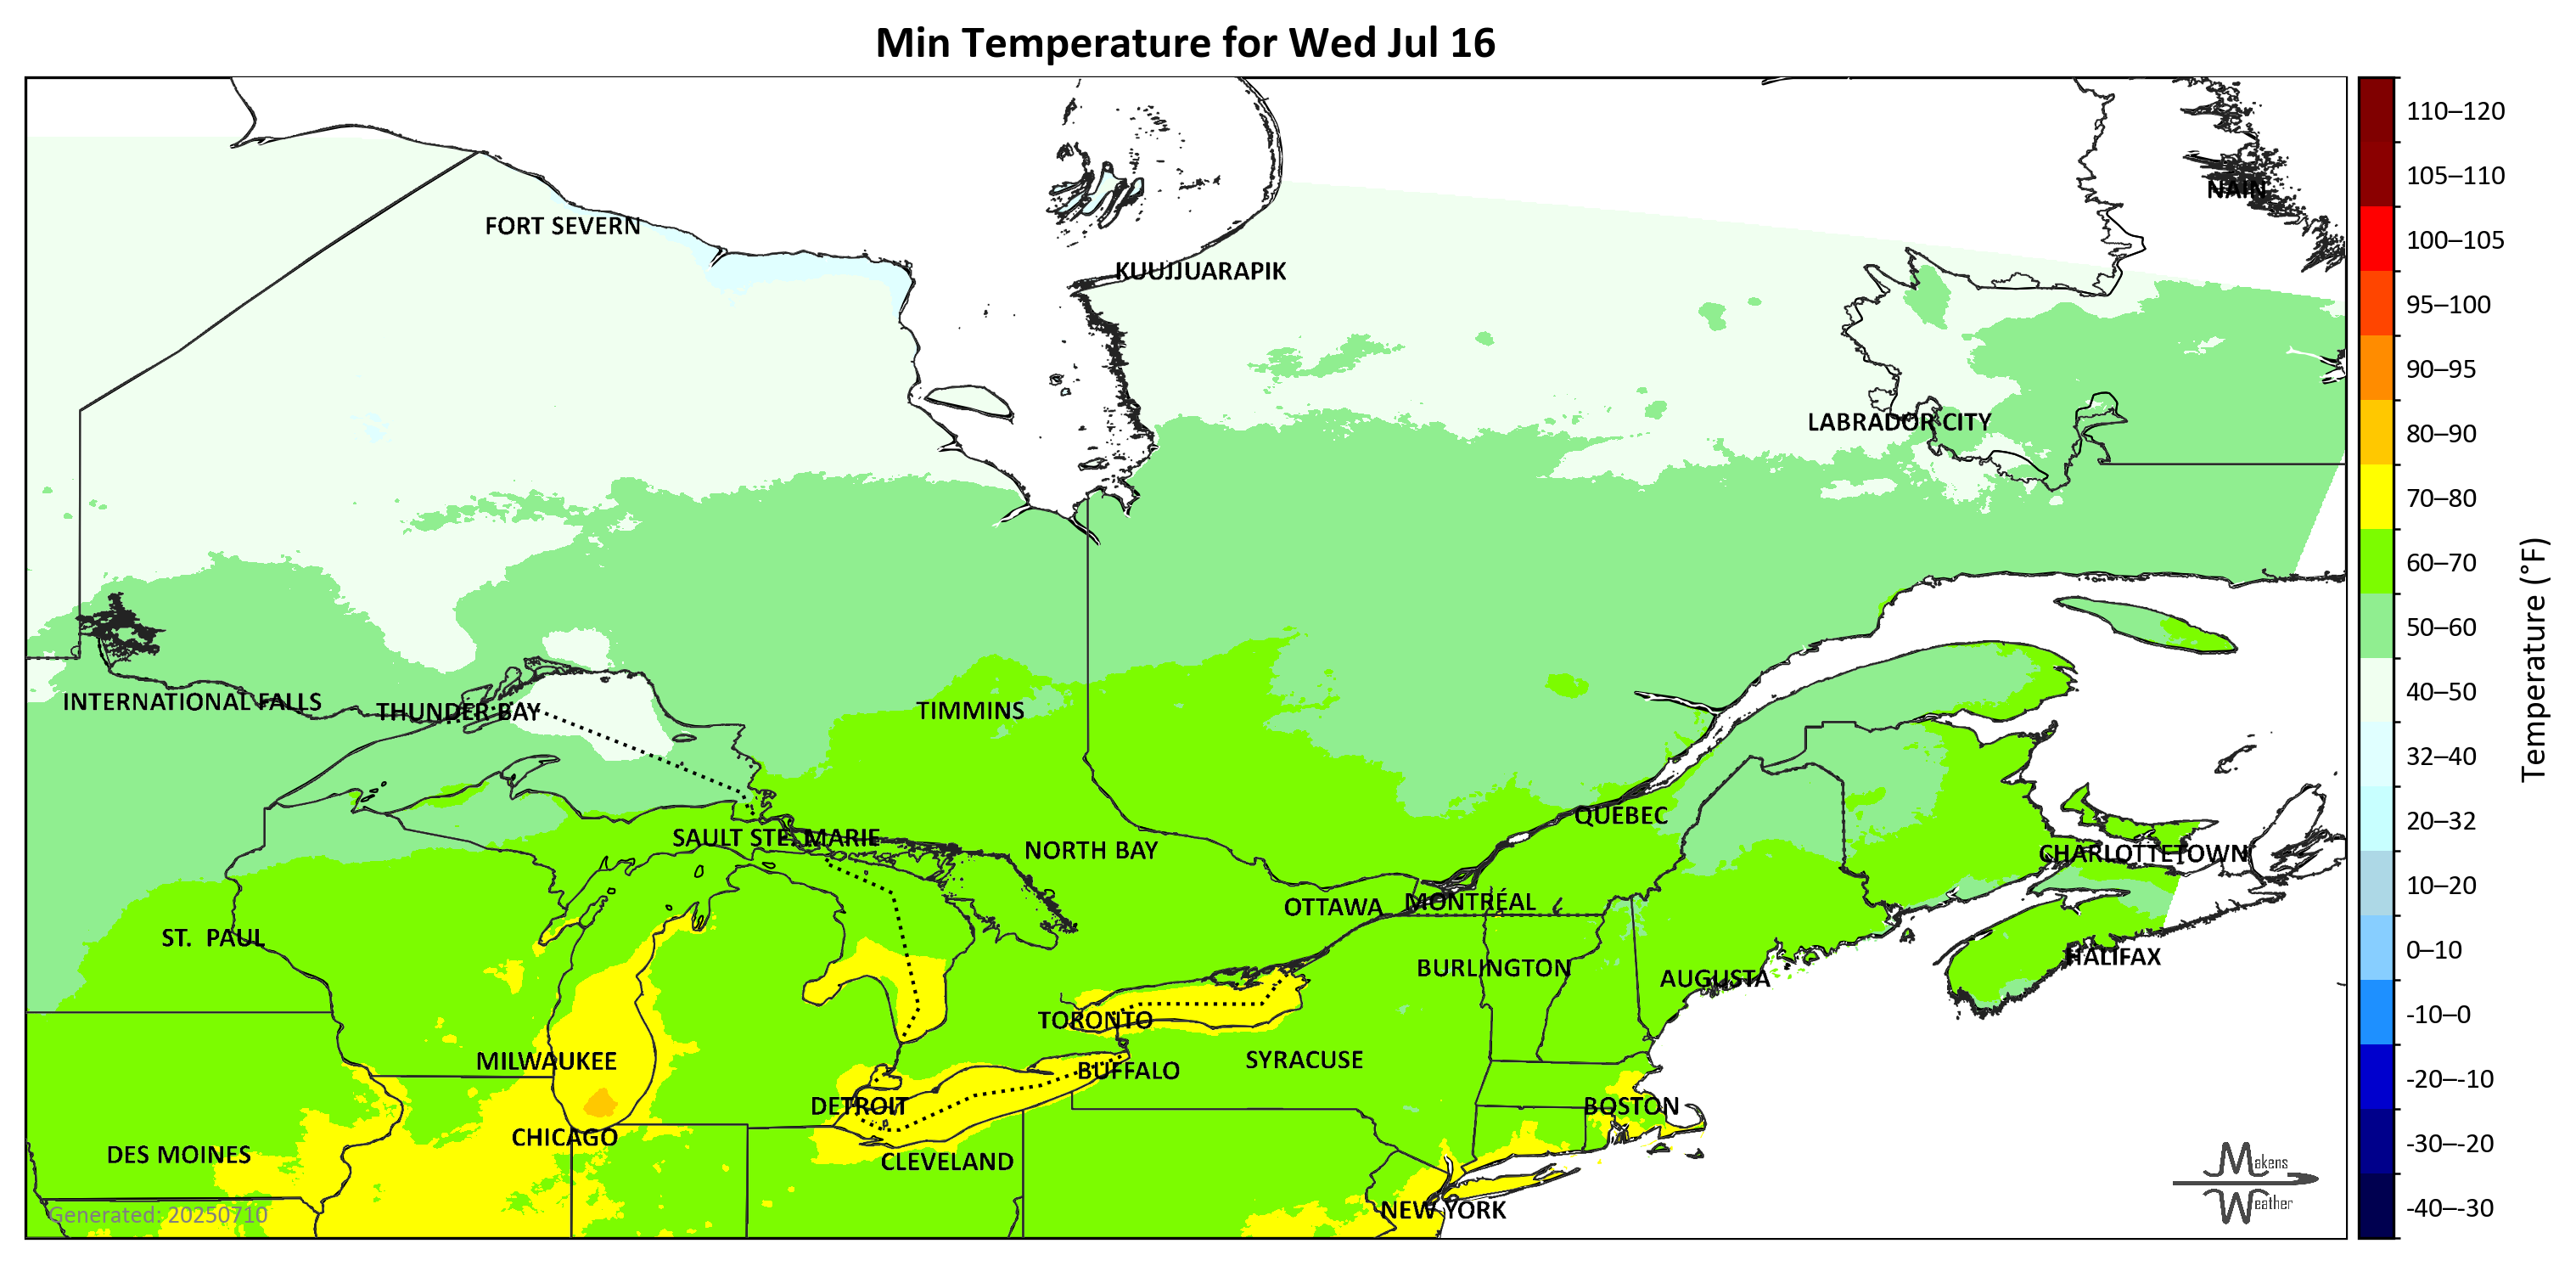 Min Temperature for Wed Jul 16
110–120
105–110
NAIN
FORT SEVERN
100–105
KUUJJUARAPIK
95–100
90–95
LABRADOR CITY
80–90
70–80
60–70
50–60
40–50
INTERNATIONAL FALLS
THUNDER BAY
TIMMINS
Temperature (°F)
32–40
QUÉBEC
20–32
SAULT STE. MARIE
NORTH BAY
CHARLOTTETOWN
10–20
OTTAWA
MONTRÉAL
ST. PAUL
0–10
HALIFAX
BURLINGTON
AUGUSTA
-10–0
TORONTO
MILWAUKEE
BUFFALO
SYRACUSE
-20–-10
DETROIT
BOSTON
CHICAGO
-30–-20
DES MOINES
CLEVELAND
Makens
Weather
NEW YORK
-40–-30
Generated: 20250710